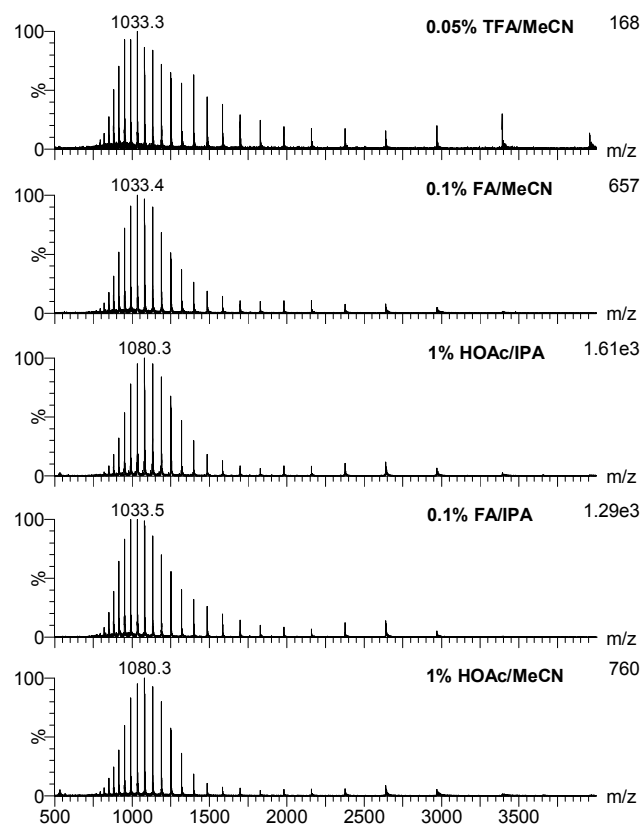 1033.3 0.05% TFA/MeCN 168
100
%
0 m/z
1033.4 0.1% FA/MeCN 657
100
%
0 m/z
1080.3 1% HOAc/IPA 1.61e3
100
%
0 m/z
1033.5 0.1% FA/IPA 1.29e3
100
%
0 m/z
1080.3 1% HOAc/MeCN 760
100
%
0 m/z
500 1000 1500 2000 2500 3000 3500